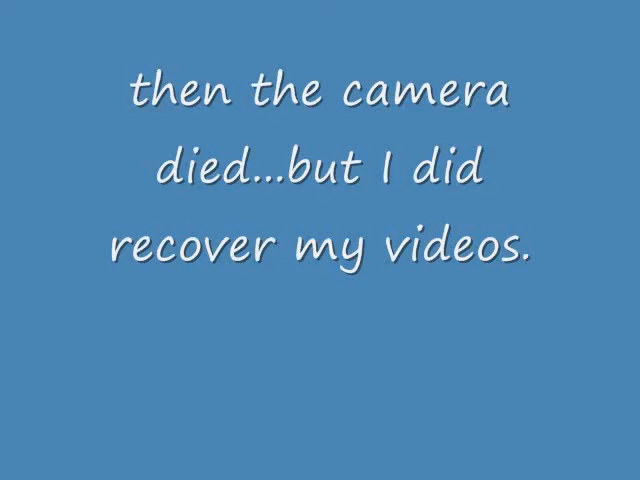 then the camera
died...but I did
recover my videos.